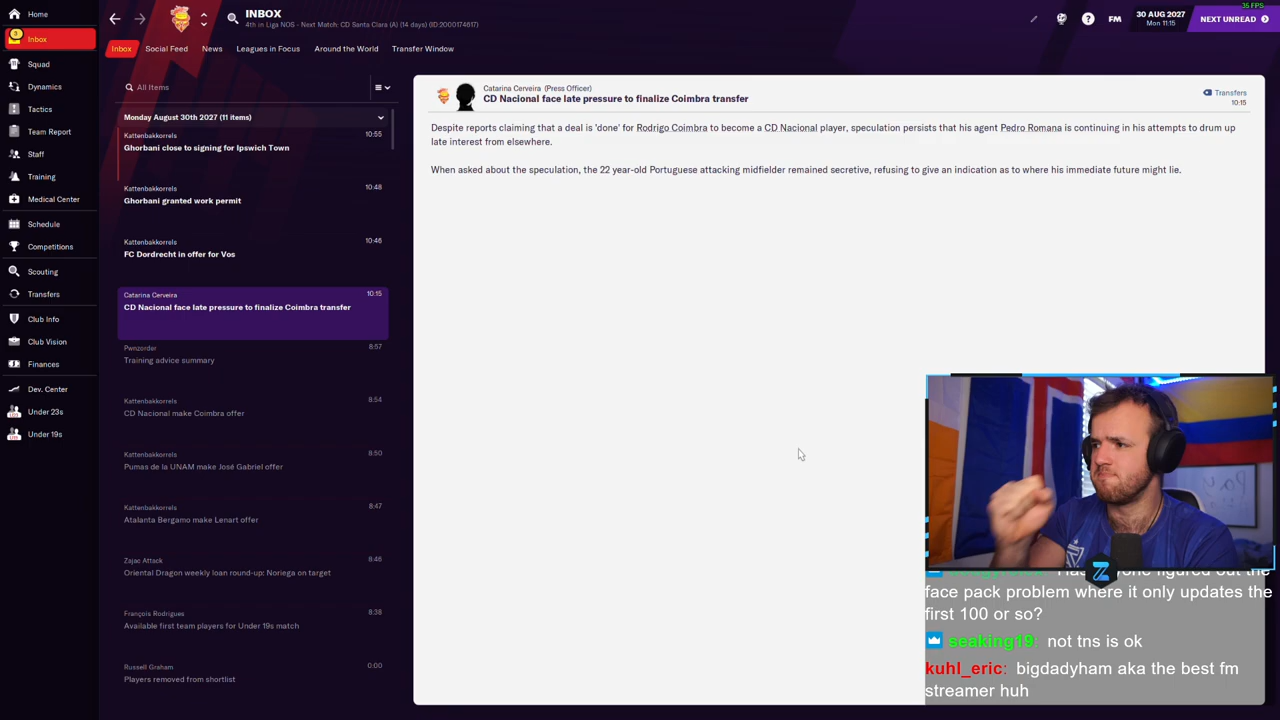 35 FPS
Home
INBOX
4th in Liga NOS - Next Match: CD Santa Clara (A) (14 days) (ID:2000174617)
FM
30 AUG 2027
Mon 11:15
NEXT UNREAD
3
Inbox
Squad
Dynamics
Tactics
Team Report
Staff
Training
Medical Center
Schedule
Competitions
Scouting
Transfers
Club Info
Club Vision
Finances
Dev. Center
Under 23s
Under 19s
Inbox
Social Feed
News
Leagues in Focus
Around the World
Transfer Window
All Items
Monday August 30th 2027 (11 items)
Kattenbakkorrels 10:55
Ghorbani close to signing for Ipswich Town
Kattenbakkorrels 10:48
Ghorbani granted work permit
Kattenbakkorrels 10:46
FC Dordrecht in offer for Vos
Catarina Cerveira 10:15
CD Nacional face late pressure to finalize Coimbra transfer
Pwnzorder 8:57
Training advice summary
Kattenbakkorrels 8:54
CD Nacional make Coimbra offer
Kattenbakkorrels 8:50
Pumas de la UNAM make José Gabriel offer
Kattenbakkorrels 8:47
Atalanta Bergamo make Lenart offer
Zajac Attack 8:46
Oriental Dragon weekly loan round-up: Noriega on target
François Rodrigues 8:38
Available first team players for Under 19s match
Russell Graham 0:00
Players removed from shortlist
Catarina Cerveira (Press Officer)
CD Nacional face late pressure to finalize Coimbra transfer
Transfers
10:15
Despite reports claiming that a deal is 'done' for Rodrigo Coimbra to become a CD Nacional player, speculation persists that his agent Pedro Romana is continuing in his attempts to drum up
late interest from elsewhere.
When asked about the speculation, the 22 year-old Portuguese attacking midfielder remained secretive, refusing to give an indication as to where his immediate future might lie.
figured out the
face pack problem where it only updates the
first 100 or so?
seaking19: not tns is ok
kuhl_eric: bigdadyham aka the best fm
streamer huh